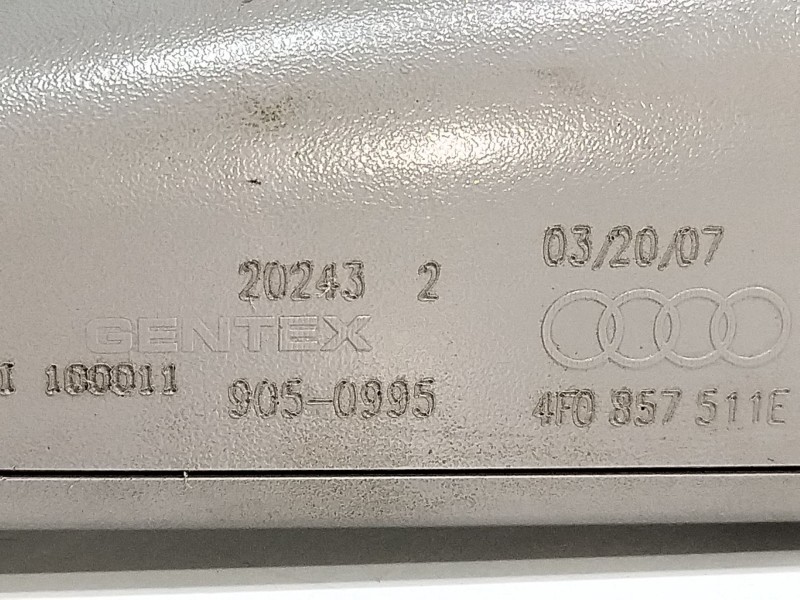 03/20/07
20243 2
GENTEX
I 100011
905-0995
4F0 857 511E